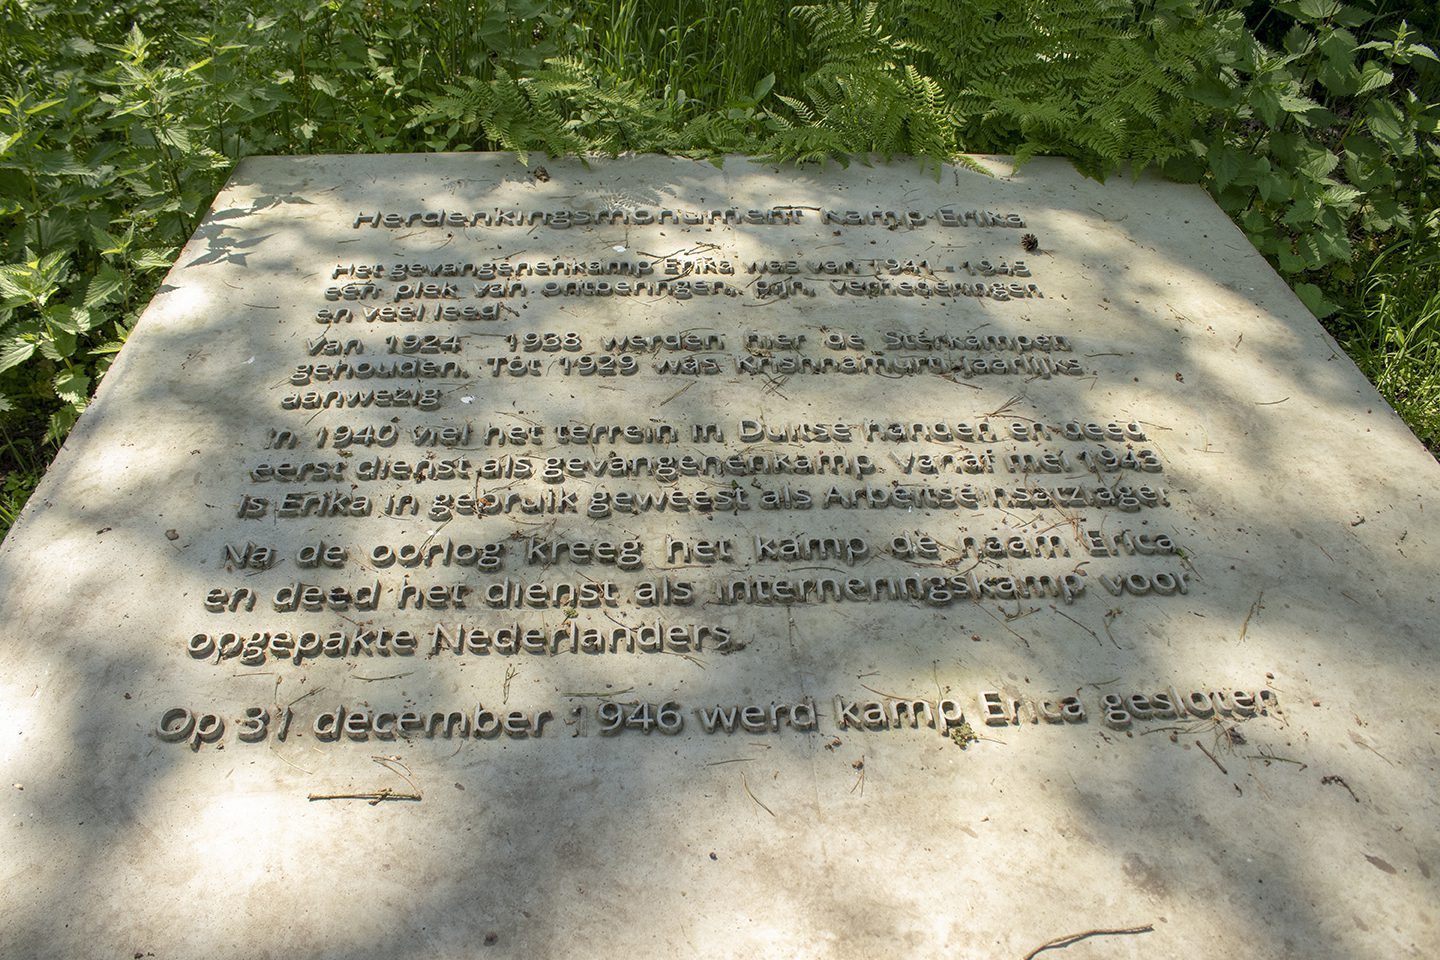 Herdenkingsmonument Kamp Erika
Het gevangenenkamp Erika was van 1941 - 1945
een plek van ontberingen, pijn, vernederingen
en veel leed.
Van 1924 - 1938 werden hier de Sterkampen
gehouden. Tot 1929 was Krishnamurti jaarlijks
aanwezig.
In 1940 viel het terrein in Duitse handen en deed
eerst dienst als gevangenenkamp. Vanaf mei 1943
is Erika in gebruik geweest als Arbeitseinsatzlager.
Na de oorlog kreeg het kamp de naam Erica
en deed het dienst als interneringskamp voor
opgepakte Nederlanders.
Op 31 december 1946 werd kamp Erica gesloten.